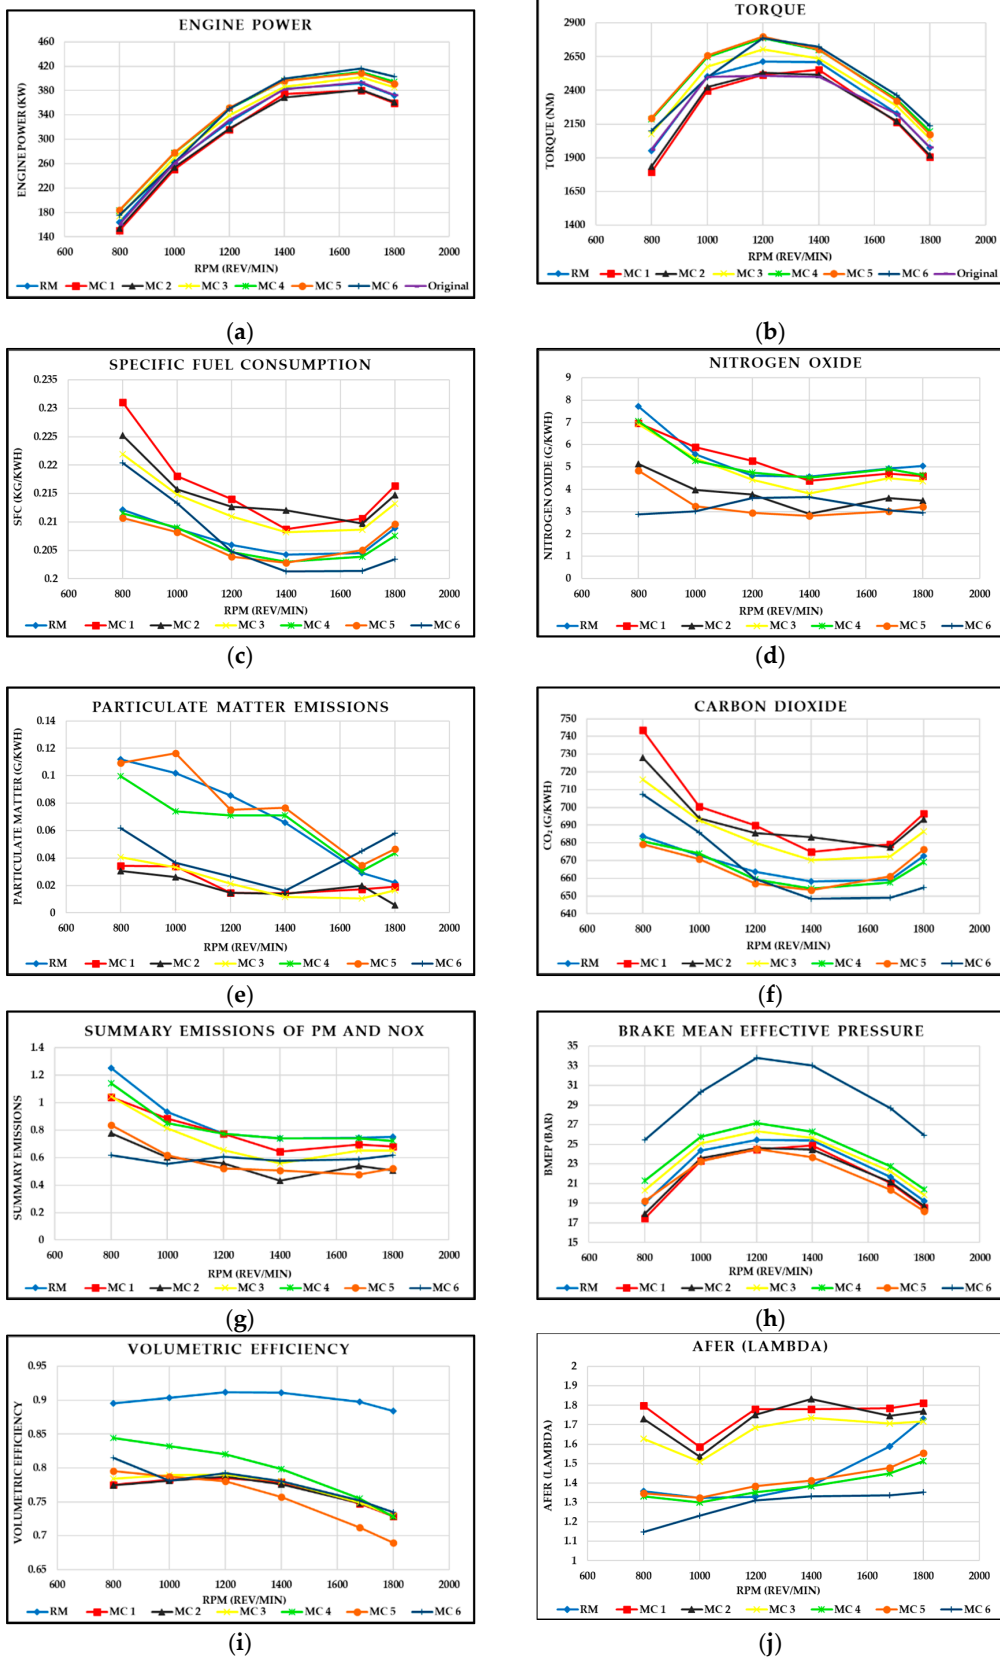 ENGINE POWER
460
420
380
340
300
260
220
180
140
ENGINE POWER (KW)
600 800 1000 1200 1400 1600 1800 2000
RPM (REV/MIN)
RM MC 1 MC 2 MC 3 MC 4 MC 5 MC 6 Original
(a)
TORQUE
2900
2650
2400
2150
1900
1650
1400
TORQUE (NM)
600 800 1000 1200 1400 1600 1800 2000
RPM (REV/MIN)
RM MC 1 MC 2 MC 3 MC 4 MC 5 MC 6 Original
(b)
SPECIFIC FUEL CONSUMPTION
0.235
0.23
0.225
0.22
0.215
0.21
0.205
0.2
SFC (KG/KWH)
600 800 1000 1200 1400 1600 1800 2000
RPM (REV/MIN)
RM MC 1 MC 2 MC 3 MC 4 MC 5 MC 6
(c)
NITROGEN OXIDE
9
8
7
6
5
4
3
2
1
0
NITROGEN OXIDE (G/KWH)
600 800 1000 1200 1400 1600 1800 2000
RPM (REV/MIN)
RM MC 1 MC 2 MC 3 MC 4 MC 5 MC 6
(d)
PARTICULATE MATTER EMISSIONS
0.14
0.12
0.1
0.08
0.06
0.04
0.02
0
PARTICULATE MATTER (G/KWH)
600 800 1000 1200 1400 1600 1800 2000
RPM (REV/MIN)
RM MC 1 MC 2 MC 3 MC 4 MC 5 MC 6
(e)
CARBON DIOXIDE
750
740
730
720
710
700
690
680
670
660
650
640
CO₂ (G/KWH)
600 800 1000 1200 1400 1600 1800 2000
RPM (REV/MIN)
RM MC 1 MC 2 MC 3 MC 4 MC 5 MC 6
(f)
SUMMARY EMISSIONS OF PM AND NOX
1.4
1.2
1
0.8
0.6
0.4
0.2
0
SUMMARY EMISSIONS
600 800 1000 1200 1400 1600 1800 2000
RPM (REV/MIN)
RM MC 1 MC 2 MC 3 MC 4 MC 5 MC 6
(g)
BRAKE MEAN EFFECTIVE PRESSURE
35
33
31
29
27
25
23
21
19
17
15
BMEP (BAR)
600 800 1000 1200 1400 1600 1800 2000
RPM (REV/MIN)
RM MC 1 MC 2 MC 3 MC 4 MC 5 MC 6
(h)
VOLUMETRIC EFFICIENCY
0.95
0.9
0.85
0.8
0.75
0.7
0.65
VOLUMETRIC EFFICIENCY
600 800 1000 1200 1400 1600 1800 2000
RPM (REV/MIN)
RM MC 1 MC 2 MC 3 MC 4 MC 5 MC 6
(i)
AFER (LAMBDA)
2
1.9
1.8
1.7
1.6
1.5
1.4
1.3
1.2
1.1
1
AFER (LAMBDA)
600 800 1000 1200 1400 1600 1800 2000
RPM (REV/MIN)
RM MC 1 MC 2 MC 3 MC 4 MC 5 MC 6
(j)